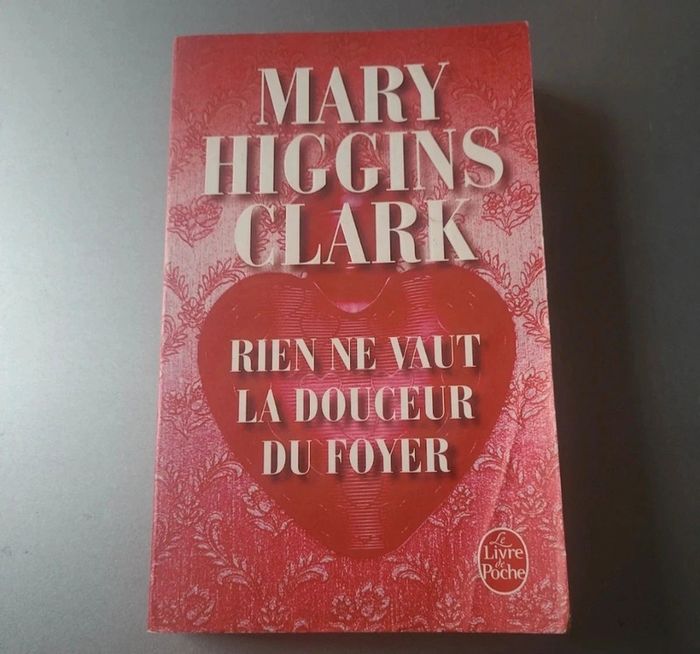 MARY
HIGGINS
CLARK
RIEN NE VAUT
LA DOUCEUR
DU FOYER
Le
Livre
de
Poche